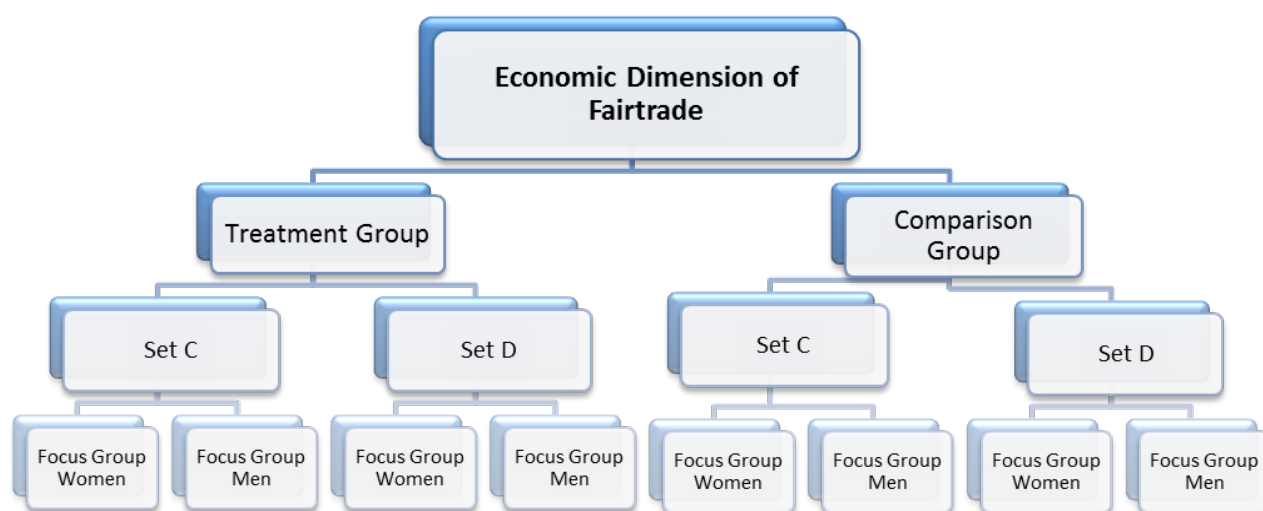 Economic Dimension of
Fairtrade
Treatment Group
Comparison
Group
Set C
Set D
Set C
Set D
Focus Group
Women
Focus Group
Men
Focus Group
Women
Focus Group
Men
Focus Group
Women
Focus Group
Men
Focus Group
Women
Focus Group
Men